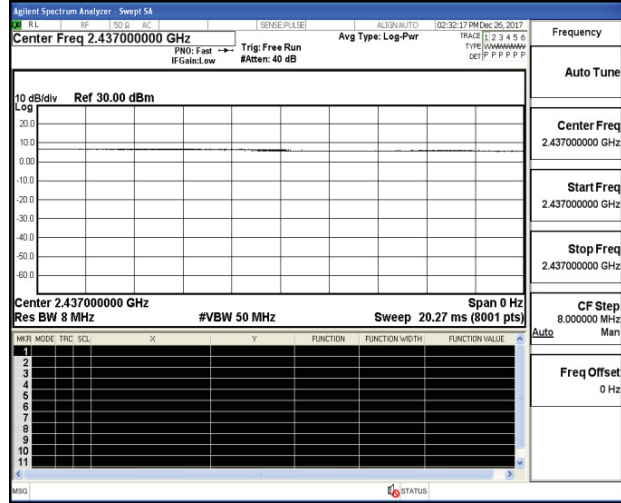 Agilent Spectrum Analyzer - Swept SA
RL RF 50 Ω AC SENSE:PULSE ALIGNAUTO 02:32:17 PM Dec 26, 2017
Center Freq 2.437000000 GHz
PNO: Fast
IFGain:Low
Trig: Free Run
#Atten: 40 dB
Avg Type: Log-Pwr
TRACE 1 2 3 4 5 6
TYPE WWWWWW
DET P P P P P P
10 dB/div Ref 30.00 dBm
Log
20.0
10.0
0.00
-10.0
-20.0
-30.0
-40.0
-50.0
-60.0
Center 2.437000000 GHz Span 0 Hz
Res BW 8 MHz #VBW 50 MHz Sweep 20.27 ms (8001 pts)
MKR MODE TRC SCL X Y FUNCTION FUNCTION WIDTH FUNCTION VALUE
1
2
3
4
5
6
7
8
9
10
11
MSG STATUS
Frequency
Auto Tune
Center Freq
2.437000000 GHz
Start Freq
2.437000000 GHz
Stop Freq
2.437000000 GHz
CF Step
8.000000 MHz
Auto Man
Freq Offset
0 Hz